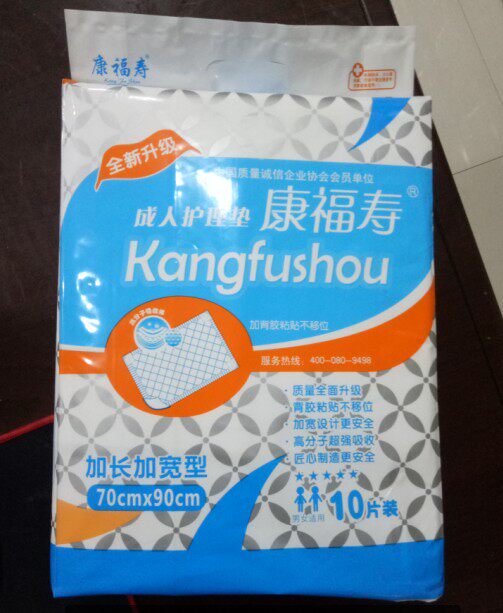 康福寿
Kang Fu Shou
全新升级
中国质量诚信企业协会会员单位
成人护理垫 康福寿®
Kangfushou
加背胶粘贴不移位
服务热线：400-080-9498
·质量全面升级
·背胶粘贴不移位
·加宽设计更安全
·高分子超强吸收
·匠心制造更安全
加长加宽型
70cmx90cm
★★★★★
男女适用
10片装